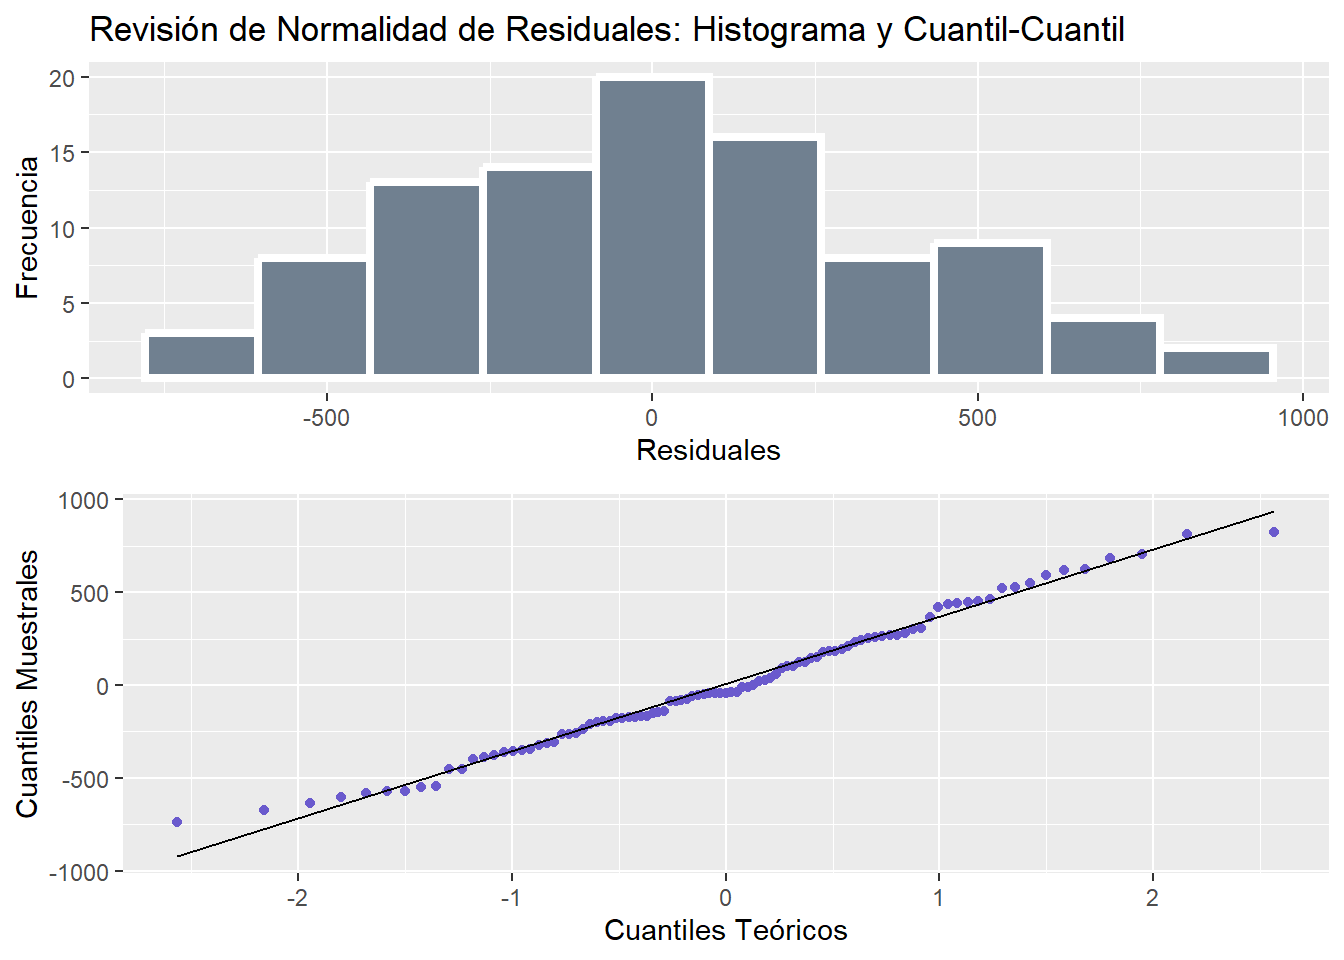 Revisión de Normalidad de Residuales: Histograma y Cuantil-Cuantil
20
15
10
5
0
Frecuencia
-500 0 500 1000
Residuales
1000
500
0
-500
-1000
Cuantiles Muestrales
-2 -1 0 1 2
Cuantiles Teóricos